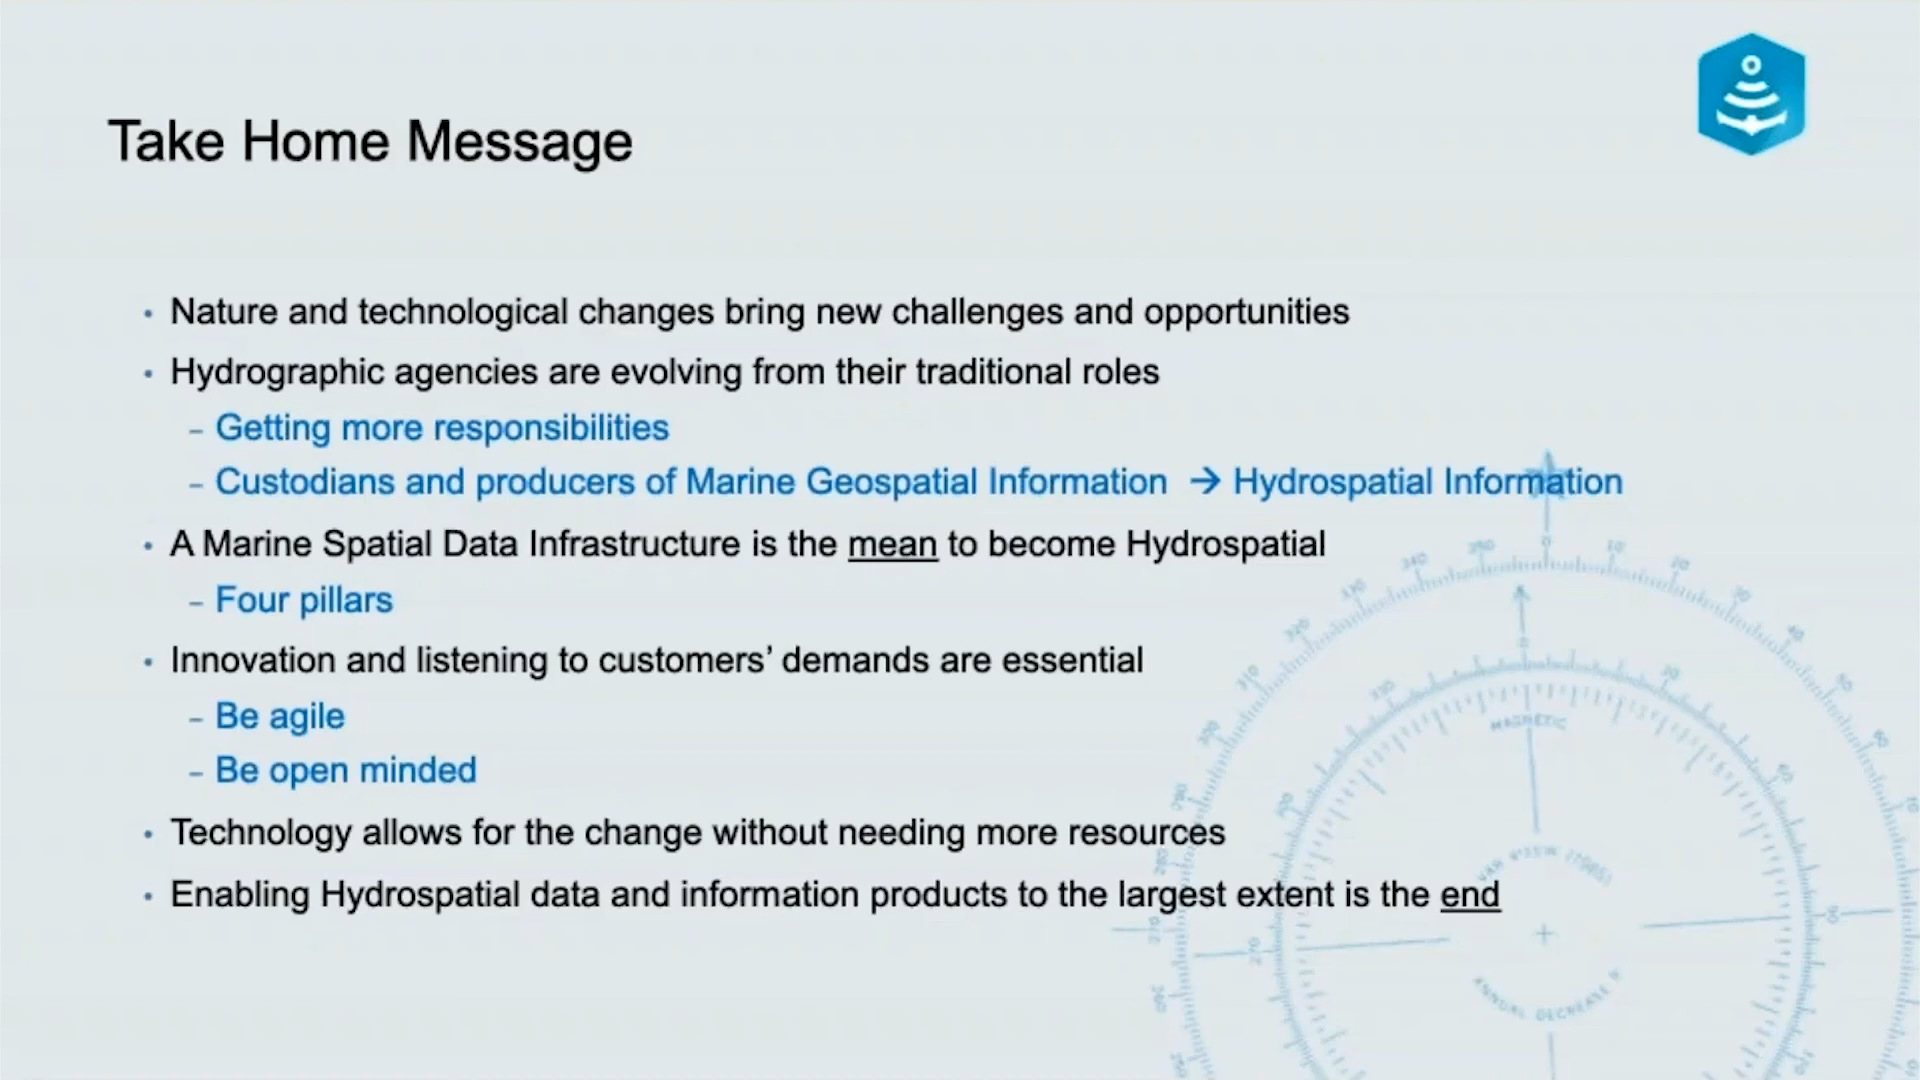 Take Home Message
• Nature and technological changes bring new challenges and opportunities
• Hydrographic agencies are evolving from their traditional roles
– Getting more responsibilities
– Custodians and producers of Marine Geospatial Information → Hydrospatial Information
• A Marine Spatial Data Infrastructure is the mean to become Hydrospatial
– Four pillars
• Innovation and listening to customers’ demands are essential
– Be agile
– Be open minded
• Technology allows for the change without needing more resources
• Enabling Hydrospatial data and information products to the largest extent is the end
MAGNETIC
ANNUAL DECREASE